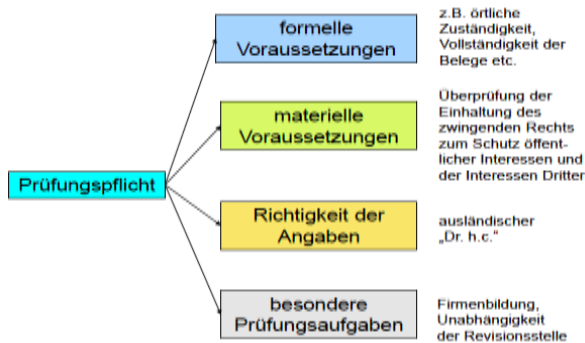 formelle
Voraussetzungen
z.B. örtliche
Zuständigkeit,
Vollständigkeit der
Belege etc.
materielle
Voraussetzungen
Überprüfung der
Einhaltung des
zwingenden Rechts
zum Schutz öffent-
licher Interessen und
der Interessen Dritter
Prüfungspflicht
Richtigkeit der
Angaben
ausländischer
„Dr. h.c.“
besondere
Prüfungsaufgaben
Firmenbildung,
Unabhängigkeit
der Revisionsstelle